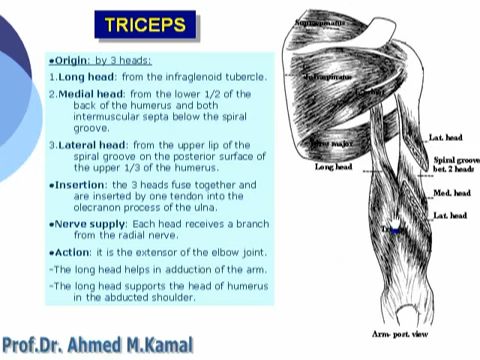 TRICEPS
●Origin: by 3 heads:
1.Long head: from the infraglenoid tubercle.
2.Medial head: from the lower 1/2 of the
back of the humerus and both
intermuscular septa below the spiral
groove.
3.Lateral head: from the upper lip of the
spiral groove on the posterior surface of
the upper 1/3 of the humerus.
●Insertion: the 3 heads fuse together and
are inserted by one tendon into the
olecranon process of the ulna.
●Nerve supply: Each head receives a branch
from the radial nerve.
●Action: it is the extensor of the elbow joint.
-The long head helps in adduction of the arm.
-The long head supports the head of humerus
in the abducted shoulder.
Supraspinatus
Infraspinatus
major
Long head
Lat. head
Spiral groove
bet. 2 heads
Med. head
Lat. head
Arm- post. view
Prof.Dr. Ahmed M.Kamal